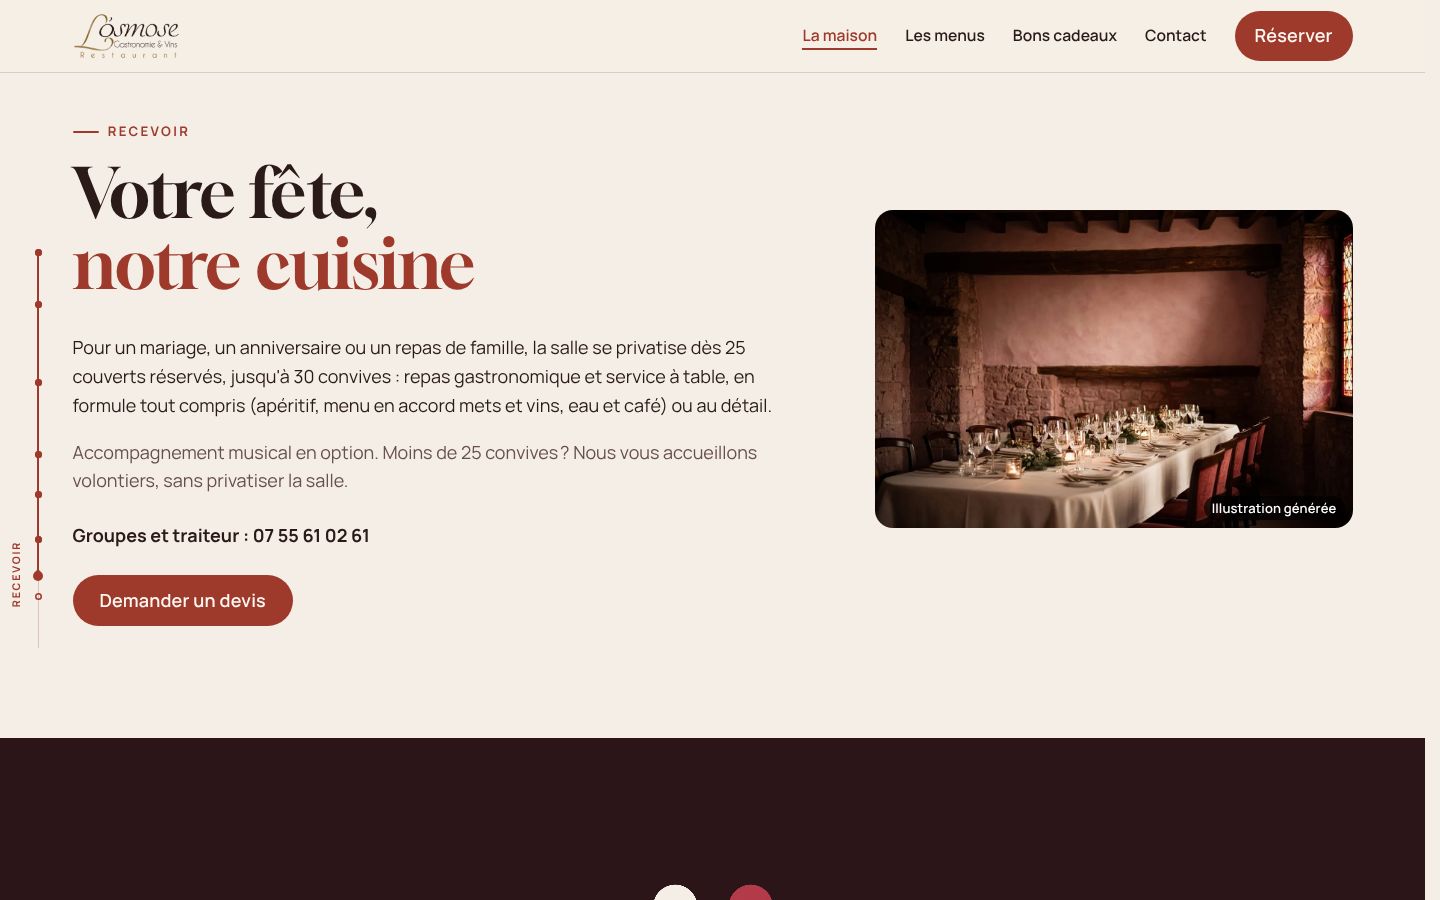 L'osmose
Gastronomie & Vins
Restaurant
La maison
Les menus
Bons cadeaux
Contact
Réserver
RECEVOIR
Votre fête,
notre cuisine
Pour un mariage, un anniversaire ou un repas de famille, la salle se privatise dès 25
couverts réservés, jusqu'à 30 convives : repas gastronomique et service à table, en
formule tout compris (apéritif, menu en accord mets et vins, eau et café) ou au détail.
Accompagnement musical en option. Moins de 25 convives ? Nous vous accueillons
volontiers, sans privatiser la salle.
Groupes et traiteur : 07 55 61 02 61
Demander un devis
Illustration générée
RECEVOIR